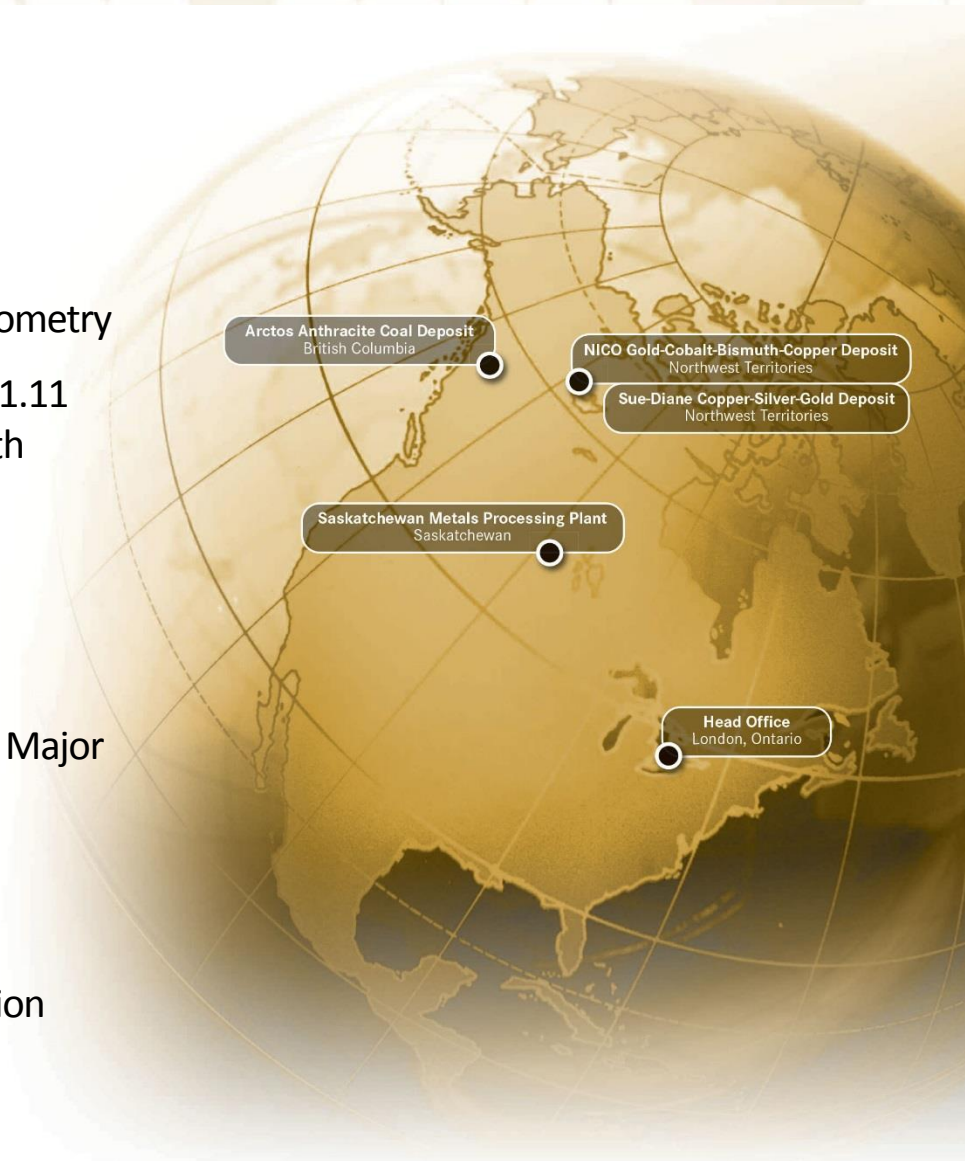 ometry
1.11
th
Major
ion
Arctos Anthracite Coal Deposit
British Columbia
NICO Gold-Cobalt-Bismuth-Copper Deposit
Northwest Territories
Sue-Diane Copper-Silver-Gold Deposit
Northwest Territories
Saskatchewan Metals Processing Plant
Saskatchewan
Head Office
London, Ontario